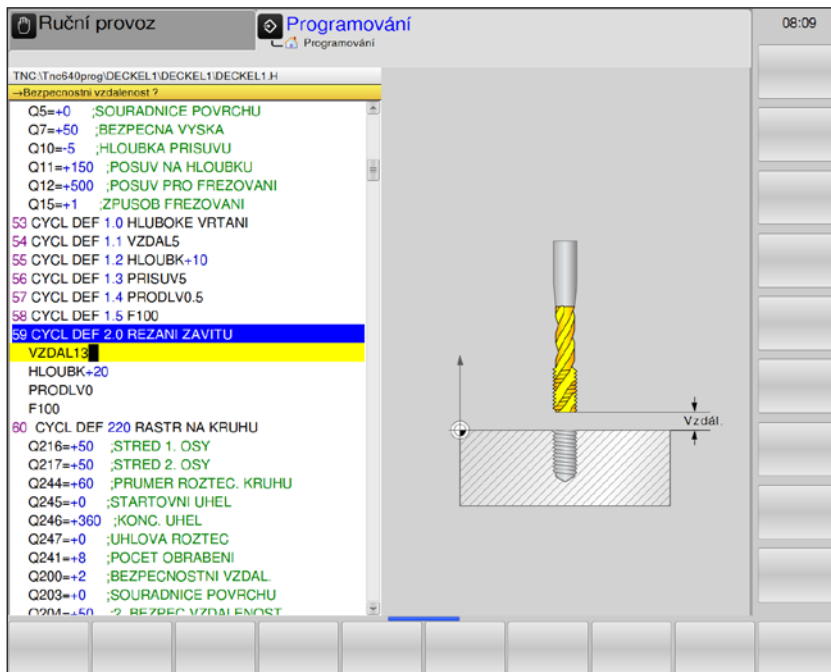 Ruční provoz
Programování
Programování
08:09
TNC:\Tnc640prog\DECKEL1\DECKEL1\DECKEL1.H
→Bezpecnostni vzdalenost ?
Q5=+0 ;SOURADNICE POVRCHU
Q7=+50 ;BEZPECNA VYSKA
Q10=-5 ;HLOUBKA PRISUVU
Q11=+150 ;POSUV NA HLOUBKU
Q12=+500 ;POSUV PRO FREZOVANI
Q15=+1 ;ZPUSOB FREZOVANI
53 CYCL DEF 1.0 HLUBOKE VRTANI
54 CYCL DEF 1.1 VZDAL5
55 CYCL DEF 1.2 HLOUBK+10
56 CYCL DEF 1.3 PRISUV5
57 CYCL DEF 1.4 PRODLV0.5
58 CYCL DEF 1.5 F100
59 CYCL DEF 2.0 REZANI ZAVITU
VZDAL13
HLOUBK+20
PRODLV0
F100
60 CYCL DEF 220 RASTR NA KRUHU
Q216=+50 ;STRED 1. OSY
Q217=+50 ;STRED 2. OSY
Q244=+60 ;PRUMER ROZTEC. KRUHU
Q245=+0 ;STARTOVNI UHEL
Q246=+360 ;KONC. UHEL
Q247=+0 ;UHLOVA ROZTEC
Q241=+8 ;POCET OBRABENI
Q200=+2 ;BEZPECNOSTNI VZDAL.
Q203=+0 ;SOURADNICE POVRCHU
Q204=+50 ;2. BEZPEC.VZDALENOST
Vzdál.